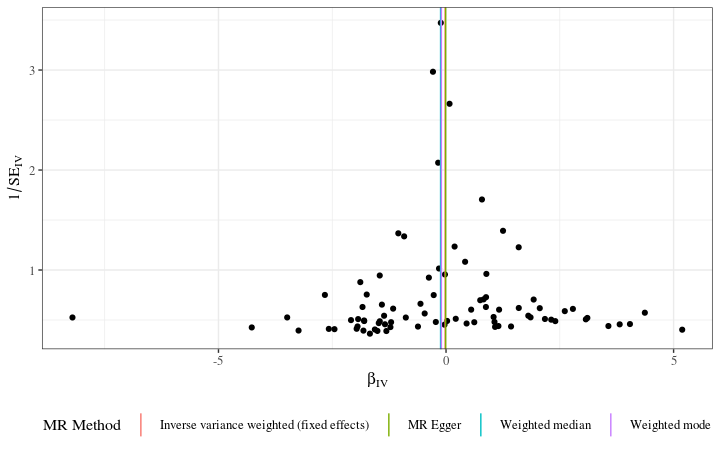 3
2
1
1/SE_IV
-5
0
5
β_IV
MR Method Inverse variance weighted (fixed effects) MR Egger Weighted median Weighted mode